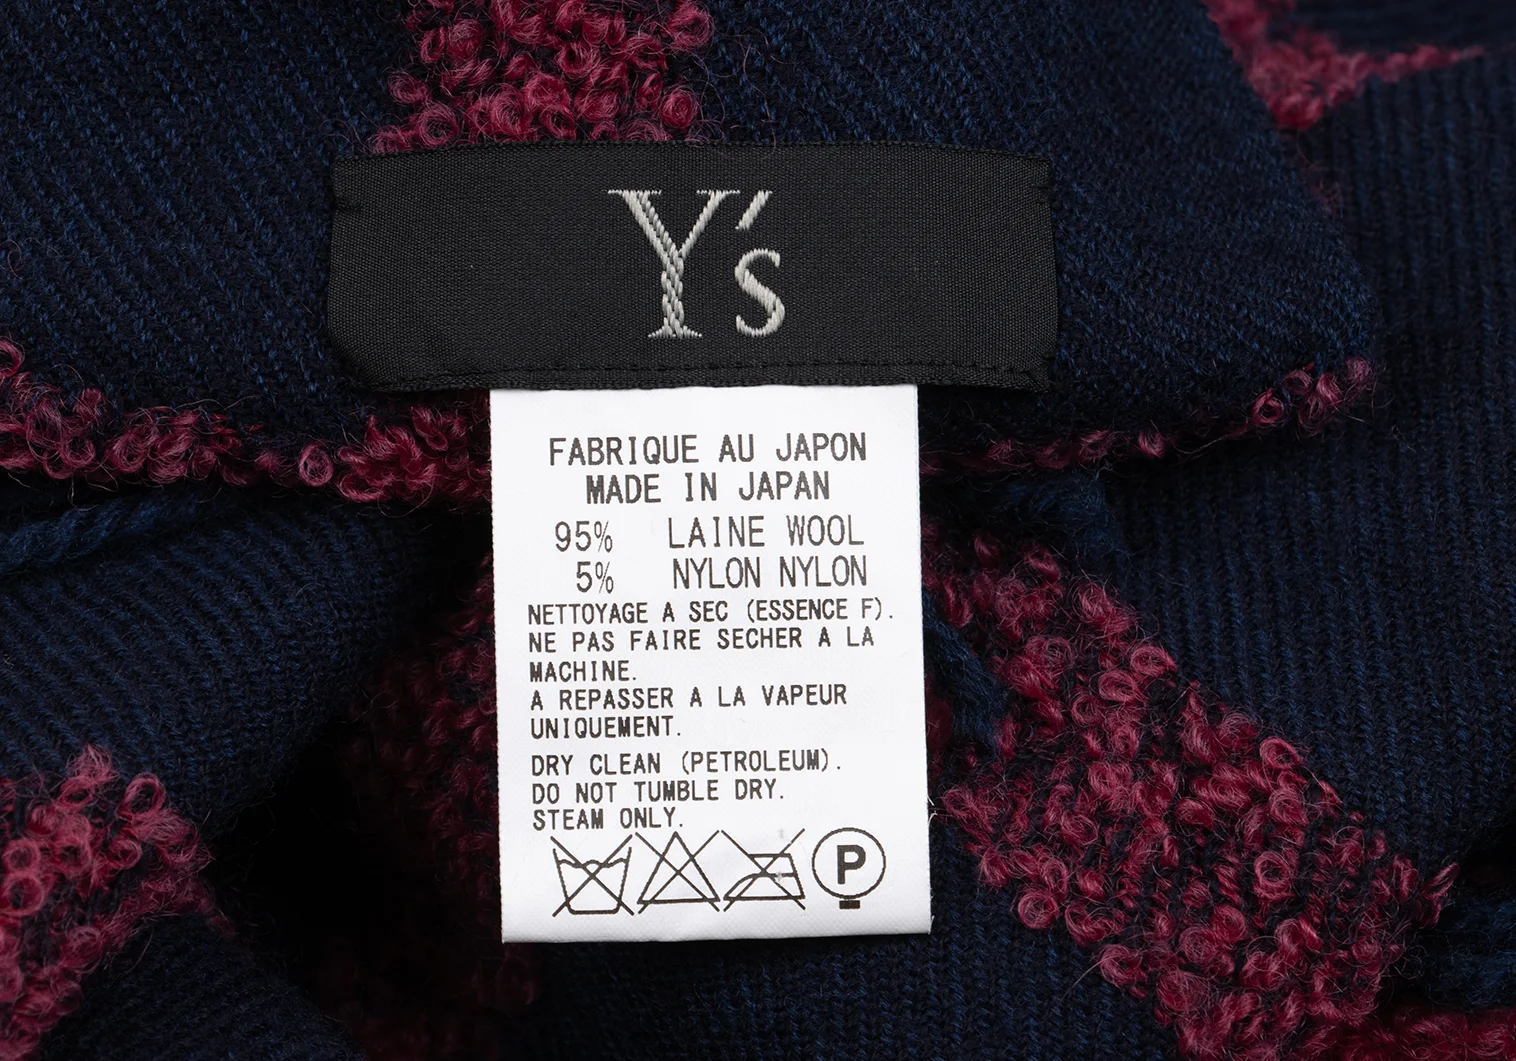 Y's
FABRIQUE AU JAPON
MADE IN JAPAN
95% LAINE WOOL
5% NYLON NYLON
NETTOYAGE A SEC (ESSENCE F).
NE PAS FAIRE SECHER A LA
MACHINE.
A REPASSER A LA VAPEUR
UNIQUEMENT.
DRY CLEAN (PETROLEUM).
DO NOT TUMBLE DRY.
STEAM ONLY.
P